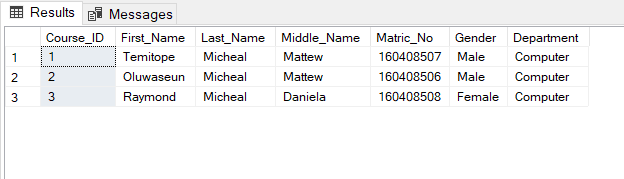 Results Messages
Course_ID First_Name Last_Name Middle_Name Matric_No Gender Department
1 1 Temitope Micheal Mattew 160408507 Male Computer
2 2 Oluwaseun Micheal Mattew 160408506 Male Computer
3 3 Raymond Micheal Daniela 160408508 Female Computer